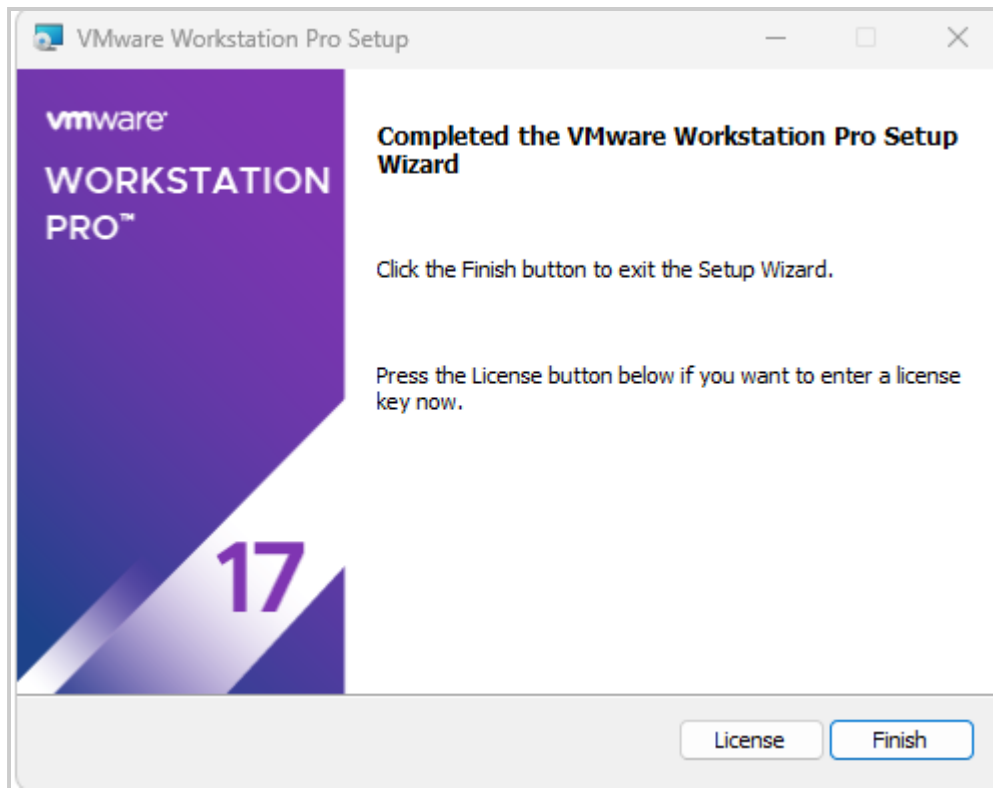 VMware Workstation Pro Setup
vmware®
WORKSTATION
PRO™
Completed the VMware Workstation Pro Setup
Wizard
Click the Finish button to exit the Setup Wizard.
Press the License button below if you want to enter a license
key now.
17
License
Finish